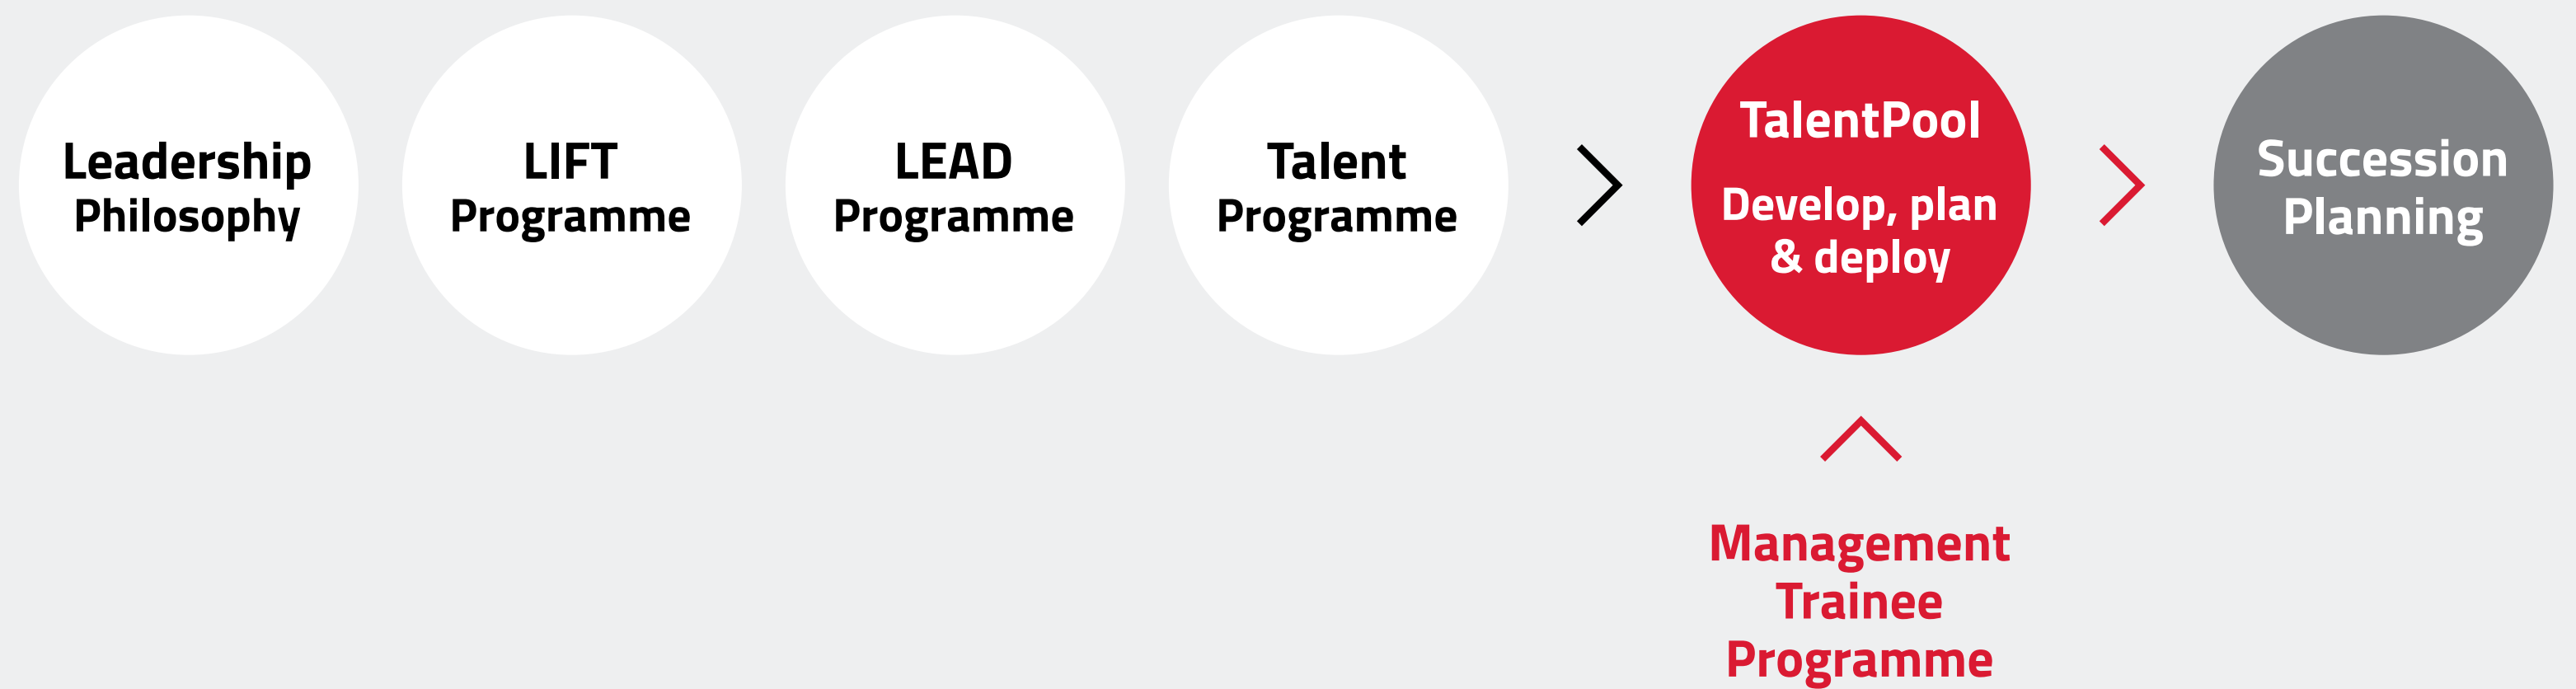 Leadership
Philosophy
LIFT
Programme
LEAD
Programme
Talent
Programme
TalentPool
Develop, plan
& deploy
Succession
Planning
Management
Trainee
Programme